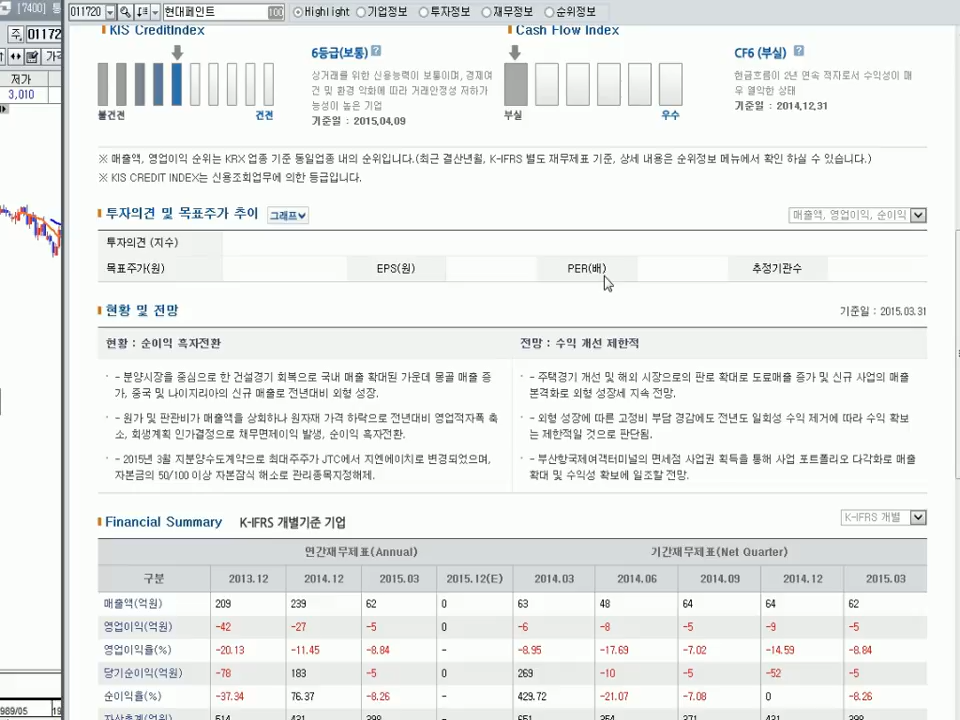 [7400]
011720 현대페인트 100 Highlight 기업정보 투자정보 재무정보 순위정보
주 01172
저가
3,010
KIS CreditIndex
6등급(보통) ?
상거래를 위한 신용능력이 보통이며, 경제여
건 및 환경 악화에 따라 거래안정성 저하가
능성이 높은 기업
기준일 : 2015.04.09
불건전 건전
Cash Flow Index
CF6 (부실) ?
현금흐름이 2년 연속 적자로서 수익성이 매
우 열악한 상태
기준일 : 2014.12.31
부실 우수
※ 매출액, 영업이익 순위는 KRX 업종 기준 동일업종 내의 순위입니다.(최근 결산년월, K-IFRS 별도 재무제표 기준, 상세 내용은 순위정보 메뉴에서 확인 하실 수 있습니다.)
※ KIS CREDIT INDEX는 신용조회업무에 의한 등급입니다.
투자의견 및 목표주가 추이 그래프
매출액, 영업이익, 순이익
투자의견 (지수)
목표주가(원) EPS(원) PER(배) 추정기관수
현황 및 전망 기준일 : 2015.03.31
현황 : 순이익 흑자전환
- 분양시장을 중심으로 한 건설경기 회복으로 국내 매출 확대된 가운데 몽골 매출 증
가, 중국 및 나이지리아의 신규 매출로 전년대비 외형 성장.
- 원가 및 판관비가 매출액을 상회하나 원자재 가격 하락으로 전년대비 영업적자폭 축
소, 회생계획 인가결정으로 채무면제이익 발생, 순이익 흑자전환.
- 2015년 3월 지분양수도계약으로 최대주주가 JTC에서 지엔에이치로 변경되었으며,
자본금의 50/100 이상 자본잠식 해소로 관리종목지정해제.
전망 : 수익 개선 제한적
- 주택경기 개선 및 해외 시장으로의 판로 확대로 도료매출 증가 및 신규 사업의 매출
본격화로 외형 성장세 지속 전망.
- 외형 성장에 따른 고정비 부담 경감에도 전년도 일회성 수익 제거에 따라 수익 확보
는 제한적일 것으로 판단됨.
- 부산항국제여객터미널의 면세점 사업권 획득을 통해 사업 포트폴리오 다각화로 매출
확대 및 수익성 확보에 일조할 전망.
Financial Summary K-IFRS 개별기준 기업 K-IFRS 개별
연간재무제표(Annual) 기간재무제표(Net Quarter)
구분 2013.12 2014.12 2015.03 2015.12(E) 2014.03 2014.06 2014.09 2014.12 2015.03
매출액(억원) 209 239 62 0 63 48 64 64 62
영업이익(억원) -42 -27 -5 0 -6 -8 -5 -9 -5
영업이익률(%) -20.13 -11.45 -8.84 - -8.95 -17.69 -7.02 -14.59 -8.84
당기순이익(억원) -78 183 -5 0 269 -10 -5 -52 -5
순이익률(%) -37.34 76.37 -8.26 - 429.72 -21.07 -7.08 0 -8.26
자산총계(억원) 514 431 398 651 354 371 431 398
989/05 19